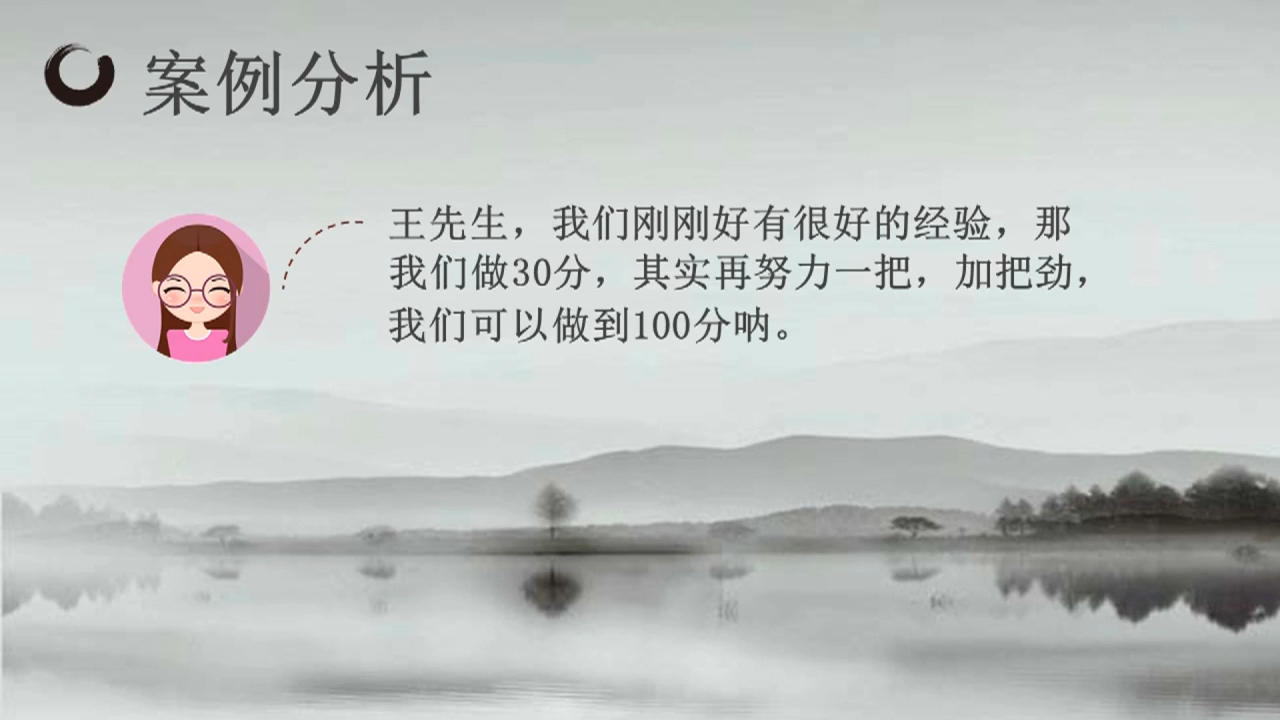 案例分析
王先生，我们刚刚好有很好的经验，那
我们做30分，其实再努力一把，加把劲，
我们可以做到100分呐。